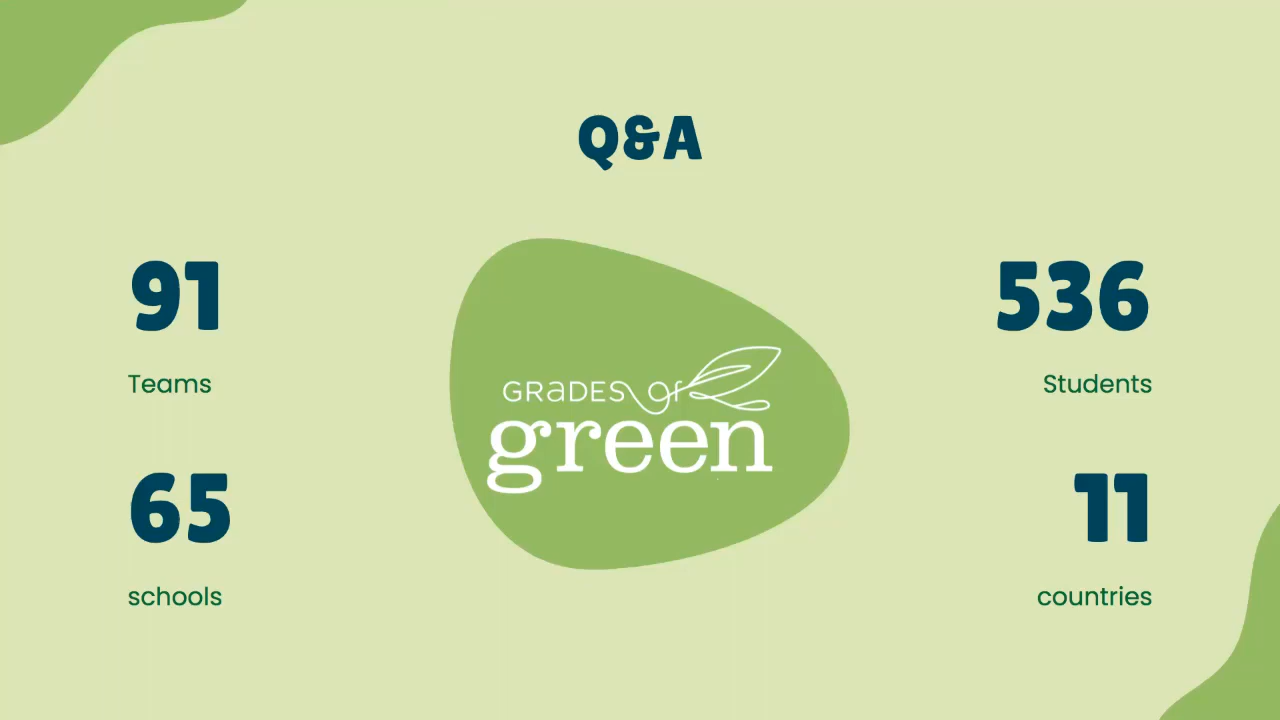 Q&A
91
Teams
65
schools
GRADES of
green
536
Students
11
countries